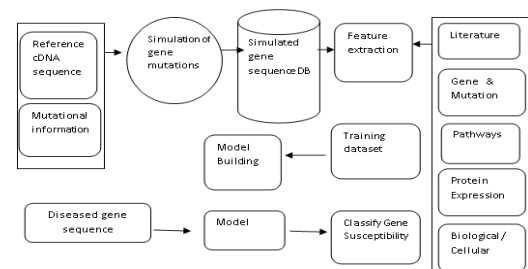 Reference
cDNA
sequence
Mutational
information
Simulation of
gene
mutations
Simulated
gene
sequence DB
Feature
extraction
Literature
Gene &
Mutation
Pathways
Protein
Expression
Biological/
Cellular
Model
Building
Training
dataset
Diseased gene
sequence
Model
Classify Gene
Susceptibility